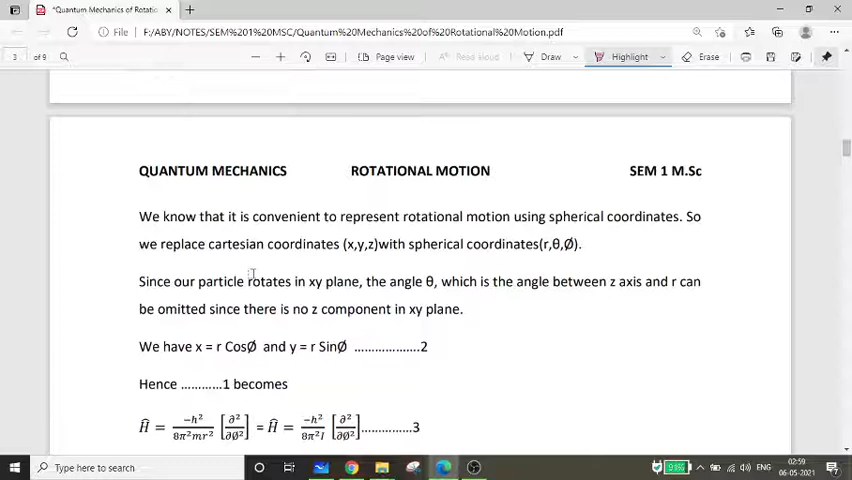 *Quantum Mechanics of Rotatio
File F:/ABY/NOTES/SEM%201%20MSC/Quantum%20Mechanics%20of%20Rotational%20Motion.pdf
3 of 9 Page view Read aloud Draw Highlight Erase
QUANTUM MECHANICS ROTATIONAL MOTION SEM 1 M.Sc
We know that it is convenient to represent rotational motion using spherical coordinates. So
we replace cartesian coordinates (x,y,z)with spherical coordinates(r,θ,Ø).
Since our particle rotates in xy plane, the angle θ, which is the angle between z axis and r can
be omitted since there is no z component in xy plane.
We have x = r CosØ and y = r SinØ ....................2
Hence ............1 becomes
Ĥ = −h²/8π²mr² [∂²/∂Ø²] = Ĥ = −h²/8π²I [∂²/∂Ø²]..............3
Type here to search 91% ENG 02:59
06-05-2021